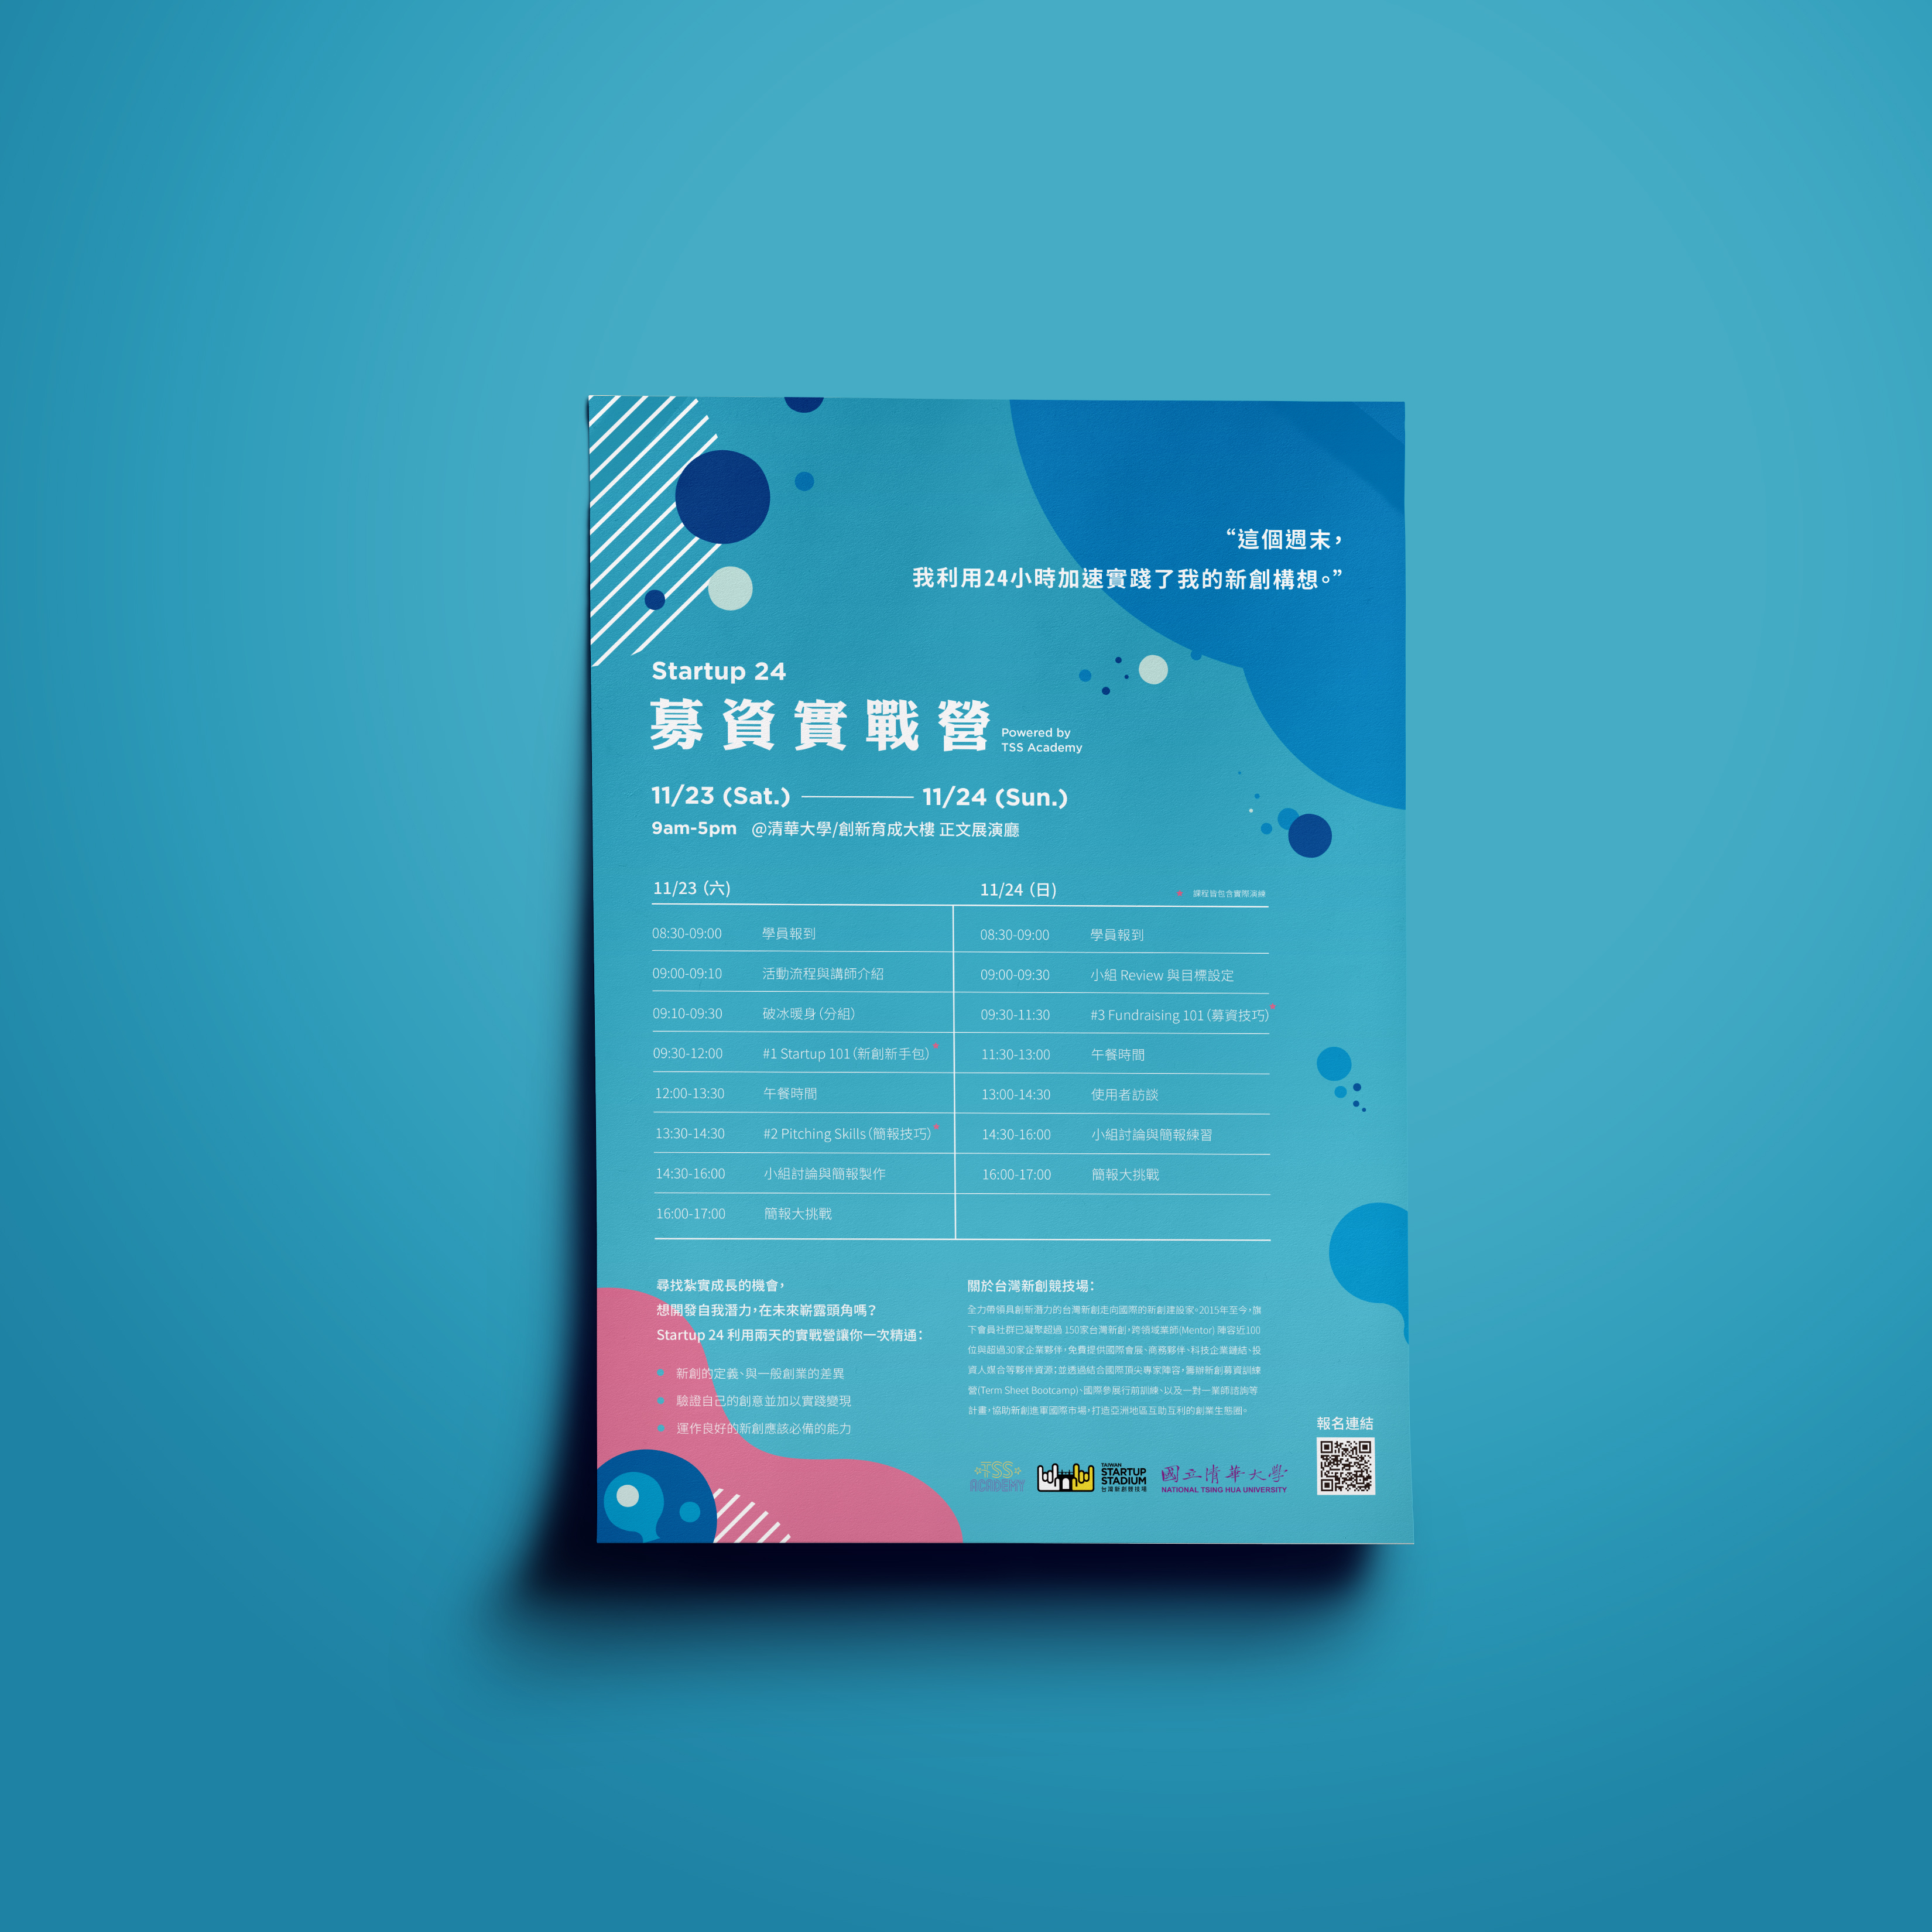 “這個週末，
我利用24小時加速實踐了我的新創構想。”
Startup 24
募資實戰營
Powered by
TSS Academy
11/23 (Sat.) 11/24 (Sun.)
9am-5pm @清華大學/創新育成大樓 正文展演廳
11/23（六）
11/24（日）
* 課程皆包含實際演練
08:30-09:00 學員報到
09:00-09:10 活動流程與講師介紹
09:10-09:30 破冰暖身（分組）
09:30-12:00 #1 Startup 101（新創新手包）*
12:00-13:30 午餐時間
13:30-14:30 #2 Pitching Skills（簡報技巧）*
14:30-16:00 小組討論與簡報製作
16:00-17:00 簡報大挑戰
08:30-09:00 學員報到
09:00-09:30 小組 Review 與目標設定
09:30-11:30 #3 Fundraising 101（募資技巧）*
11:30-13:00 午餐時間
13:00-14:30 使用者訪談
14:30-16:00 小組討論與簡報練習
16:00-17:00 簡報大挑戰
尋找紮實成長的機會，
想開發自我潛力，在未來嶄露頭角嗎？
Startup 24 利用兩天的實戰營讓你一次精通：
新創的定義、與一般創業的差異
驗證自己的創意並加以實踐變現
運作良好的新創應該必備的能力
關於台灣新創競技場：
全力帶領具創新潛力的台灣新創走向國際的新創建設家。2015年至今，旗
下會員社群已凝聚超過 150家台灣新創，跨領域業師(Mentor) 陣容近100
位與超過30家企業夥伴，免費提供國際會展、商務夥伴、科技企業鏈結、投
資人媒合等夥伴資源；並透過結合國際頂尖專家陣容，籌辦新創募資訓練
營(Term Sheet Bootcamp)、國際參展行前訓練、以及一對一業師諮詢等
計畫，協助新創進軍國際市場，打造亞洲地區互助互利的創業生態圈。
報名連結
TSS
ACADEMY
TAIWAN
STARTUP
STADIUM
台灣新創競技場
國立清華大學
NATIONAL TSING HUA UNIVERSITY